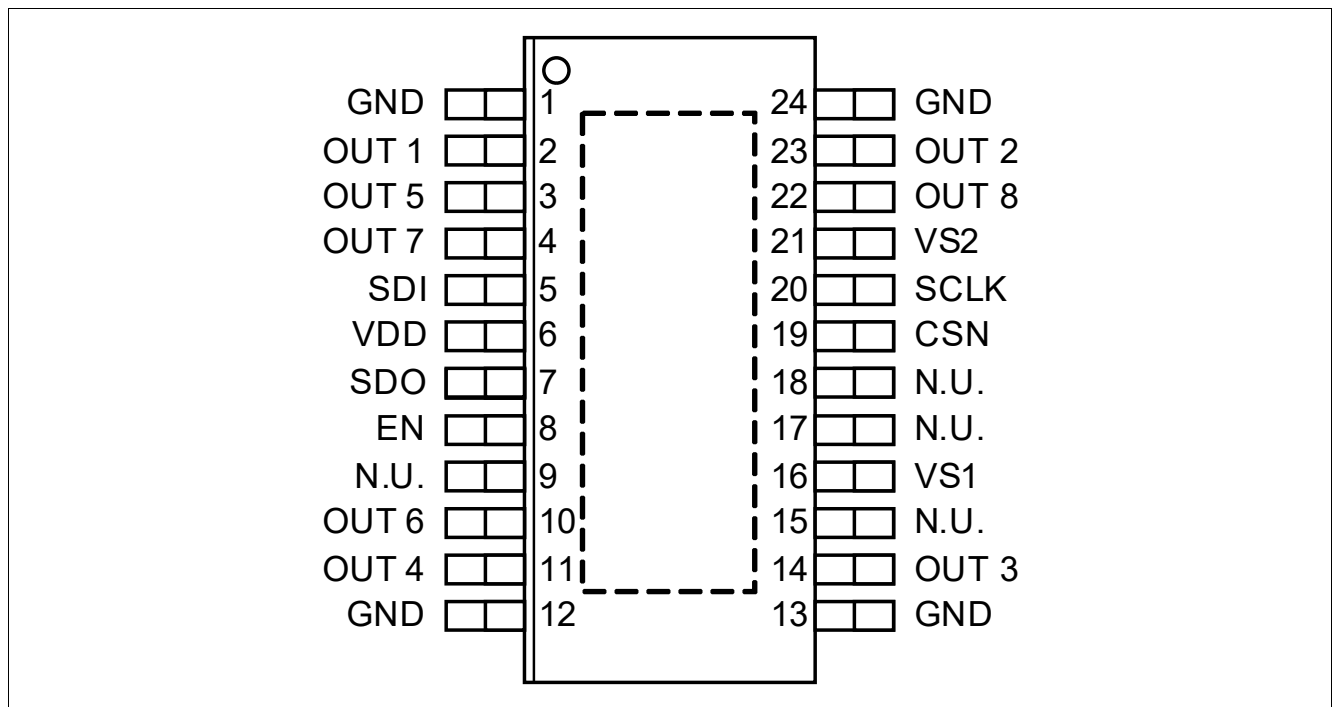 GND 1 24 GND
OUT 1 2 23 OUT 2
OUT 5 3 22 OUT 8
OUT 7 4 21 VS2
SDI 5 20 SCLK
VDD 6 19 CSN
SDO 7 18 N.U.
EN 8 17 N.U.
N.U. 9 16 VS1
OUT 6 10 15 N.U.
OUT 4 11 14 OUT 3
GND 12 13 GND